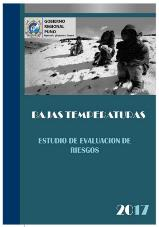 GOBIERNO
REGIONAL
PUNO
BAJAS TEMPERATURAS
ESTUDIO DE EVALUACION DE
RIESGOS
2017